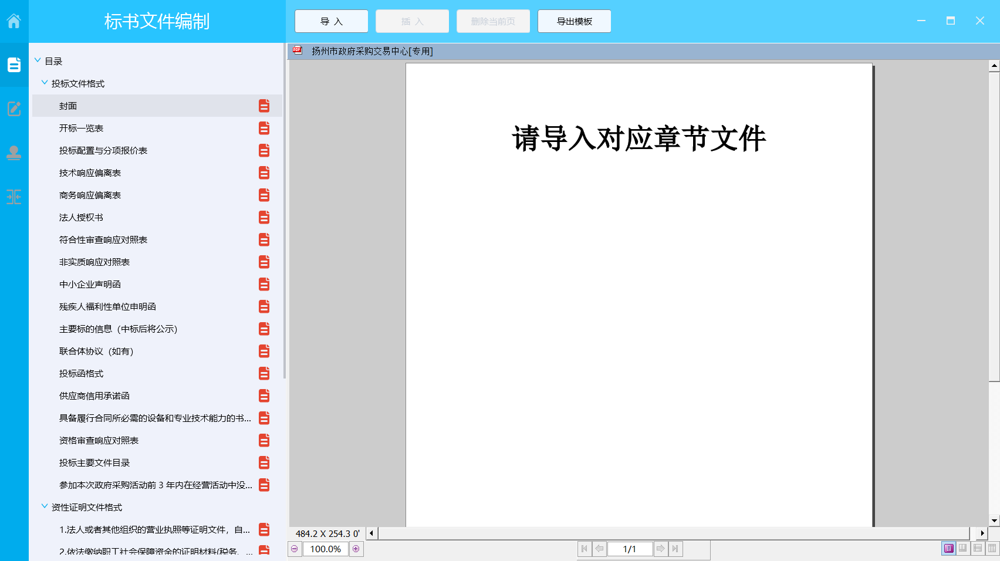 标书文件编制
导 入
插 入
删除当前页
导出模板
目录
投标文件格式
封面
开标一览表
投标配置与分项报价表
技术响应偏离表
商务响应偏离表
法人授权书
符合性审查响应对照表
非实质响应对照表
中小企业声明函
残疾人福利性单位申明函
主要标的信息（中标后将公示）
联合体协议（如有）
投标函格式
供应商信用承诺函
具备履行合同所必需的设备和专业技术能力的书...
资格审查响应对照表
投标主要文件目录
参加本次政府采购活动前 3 年内在经营活动中没...
资性证明文件格式
1.法人或者其他组织的营业执照等证明文件，自...
2.依法缴纳职工社会保障资金的证明材料(税务、...
PDF
扬州市政府采购交易中心[专用]
请导入对应章节文件
484.2 X 254.3 0'
100.0%
1/1